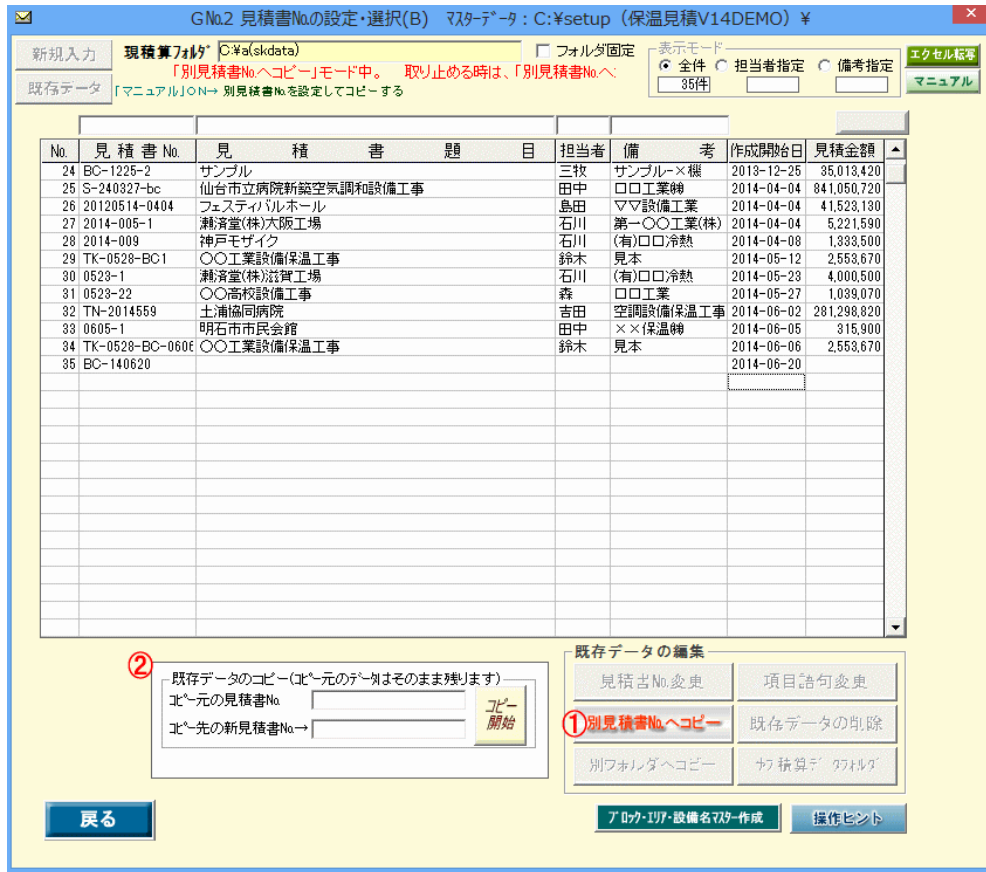 GNo.2 見積書No.の設定・選択(B) ﾏｽﾀｰﾃﾞｰﾀ : C:¥setup（保温見積V14DEMO）¥
新規入力 現積算ﾌｫﾙﾀﾞ C:¥a(skdata) フォルダ固定 表示モード エクセル転写
「別見積書No.へコピー」モード中。 取り止める時は、「別見積書No.へ 全件 担当者指定 備考指定
既存データ 「マニュアル」ON→ 別見積書No.を設定してコピーする 35件 マニュアル
No. 見積書No. 見積書題目 担当者 備考 作成開始日 見積金額
24 BC-1225-2 サンプル 三牧 サンプル-×機 2013-12-25 35,013,420
25 S-240327-bc 仙台市立病院新築空気調和設備工事 田中 口口工業㈱ 2014-04-04 841,050,720
26 20120514-0404 フェスティバルホール 島田 ▽▽設備工業 2014-04-04 41,523,130
27 2014-005-1 瀬済堂(株)大阪工場 石川 第一〇〇工業(株) 2014-04-04 5,221,590
28 2014-009 神戸モザイク 石川 (有)口口冷熱 2014-04-08 1,333,500
29 TK-0528-BC1 〇〇工業設備保温工事 鈴木 見本 2014-05-12 2,553,670
30 0523-1 瀬済堂(株)滋賀工場 石川 (有)口口冷熱 2014-05-23 4,000,500
31 0523-22 〇〇高校設備工事 森 口口工業 2014-05-27 1,039,070
32 TN-2014559 土浦協同病院 吉田 空調設備保温工事 2014-06-02 281,298,820
33 0605-1 明石市市民会館 田中 ××保温㈱ 2014-06-05 315,900
34 TK-0528-BC-0606 〇〇工業設備保温工事 鈴木 見本 2014-06-06 2,553,670
35 BC-140620 2014-06-20
既存データの編集
② 既存データのコピー(ｺﾋﾟｰ元のﾃﾞｰﾀはそのまま残ります) 見積書No.変更 項目語句変更
ｺﾋﾟｰ元の見積書No. コピー開始
ｺﾋﾟｰ先の新見積書No.→ ①別見積書No.へコピー 既存データの削除
別フォルダへコピー ｻﾌﾞ積算ﾃﾞｰﾀﾌｫﾙﾀﾞ
戻る ﾌﾞﾛｯｸ・ｴﾘｱ・設備名ﾏｽﾀｰ作成 操作ヒント